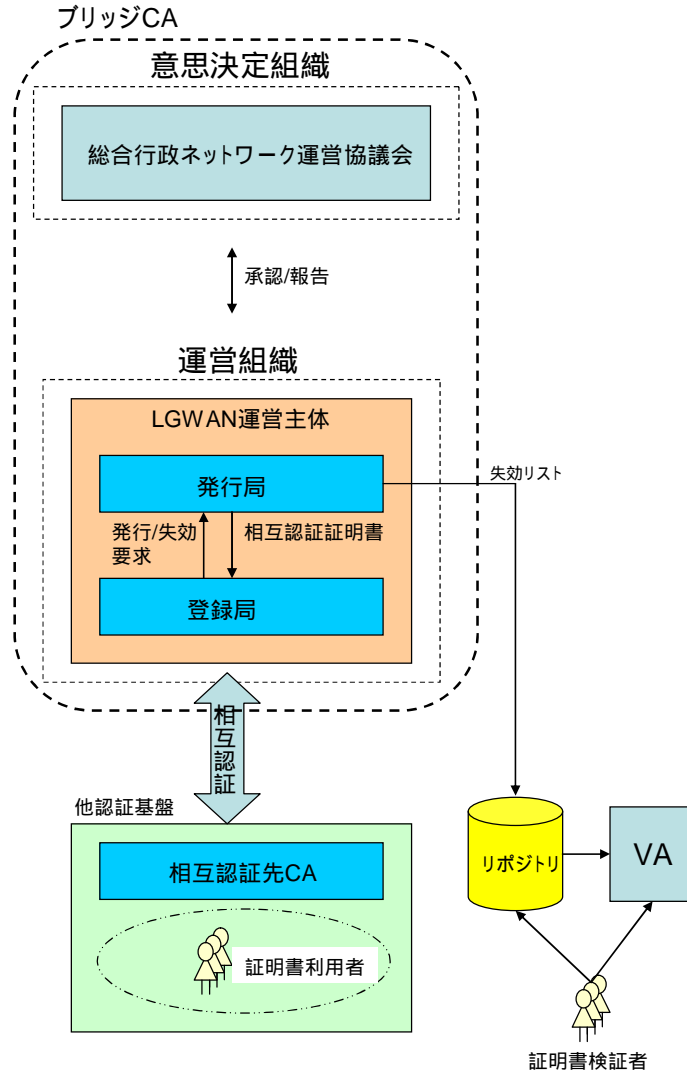 ブリッジCA
意思決定組織
総合行政ネットワーク運営協議会
承認/報告
運営組織
LGWAN運営主体
発行局
失効リスト
発行/失効
要求
相互認証証明書
登録局
相互認証
他認証基盤
相互認証先CA
証明書利用者
リポジトリ
VA
証明書検証者